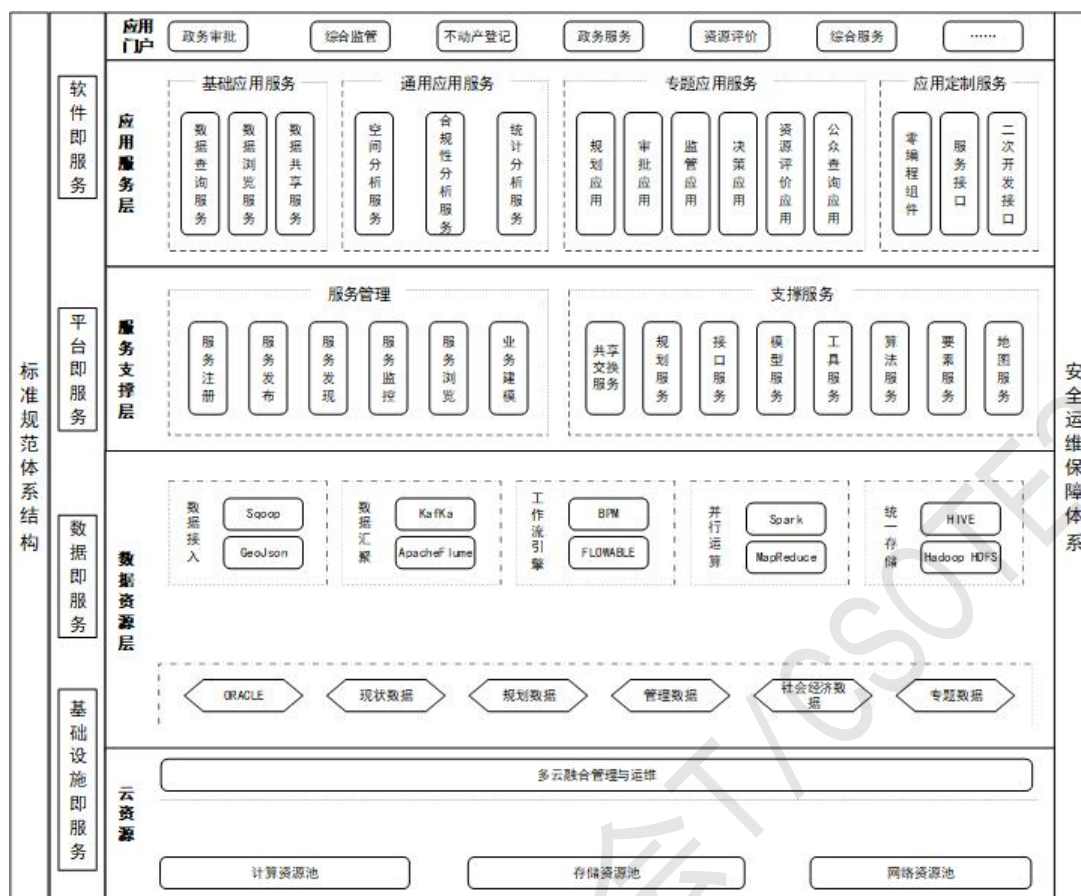 标准规范体系结构
软件即服务
平台即服务
数据即服务
基础设施即服务
应用门户
政务审批
综合监管
不动产登记
政务服务
资源评价
综合服务
……
应用服务层
基础应用服务
数据查询服务
数据浏览服务
数据共享服务
通用应用服务
空间分析服务
合规性分析服务
统计分析服务
专题应用服务
规划应用
审批应用
监管应用
决策应用
资源评价应用
公众查询应用
应用定制服务
零编程组件
服务接口
二次开发接口
服务支撑层
服务管理
服务注册
服务发布
服务发现
服务监控
服务浏览
业务建模
支撑服务
共享交换服务
规划服务
接口服务
模型服务
工具服务
算法服务
要素服务
地图服务
数据资源层
数据接入
Sqoop
GeoJson
数据汇聚
KafKa
ApacheFlume
工作流引擎
BPM
FLOWABLE
并行运算
Spark
MapReduce
统一存储
HIVE
Hadoop HDFS
ORACLE
现状数据
规划数据
管理数据
社会经济数据
专题数据
云资源
多云融合管理与运维
计算资源池
存储资源池
网络资源池
安全运维保障体系
会T/CSOTE